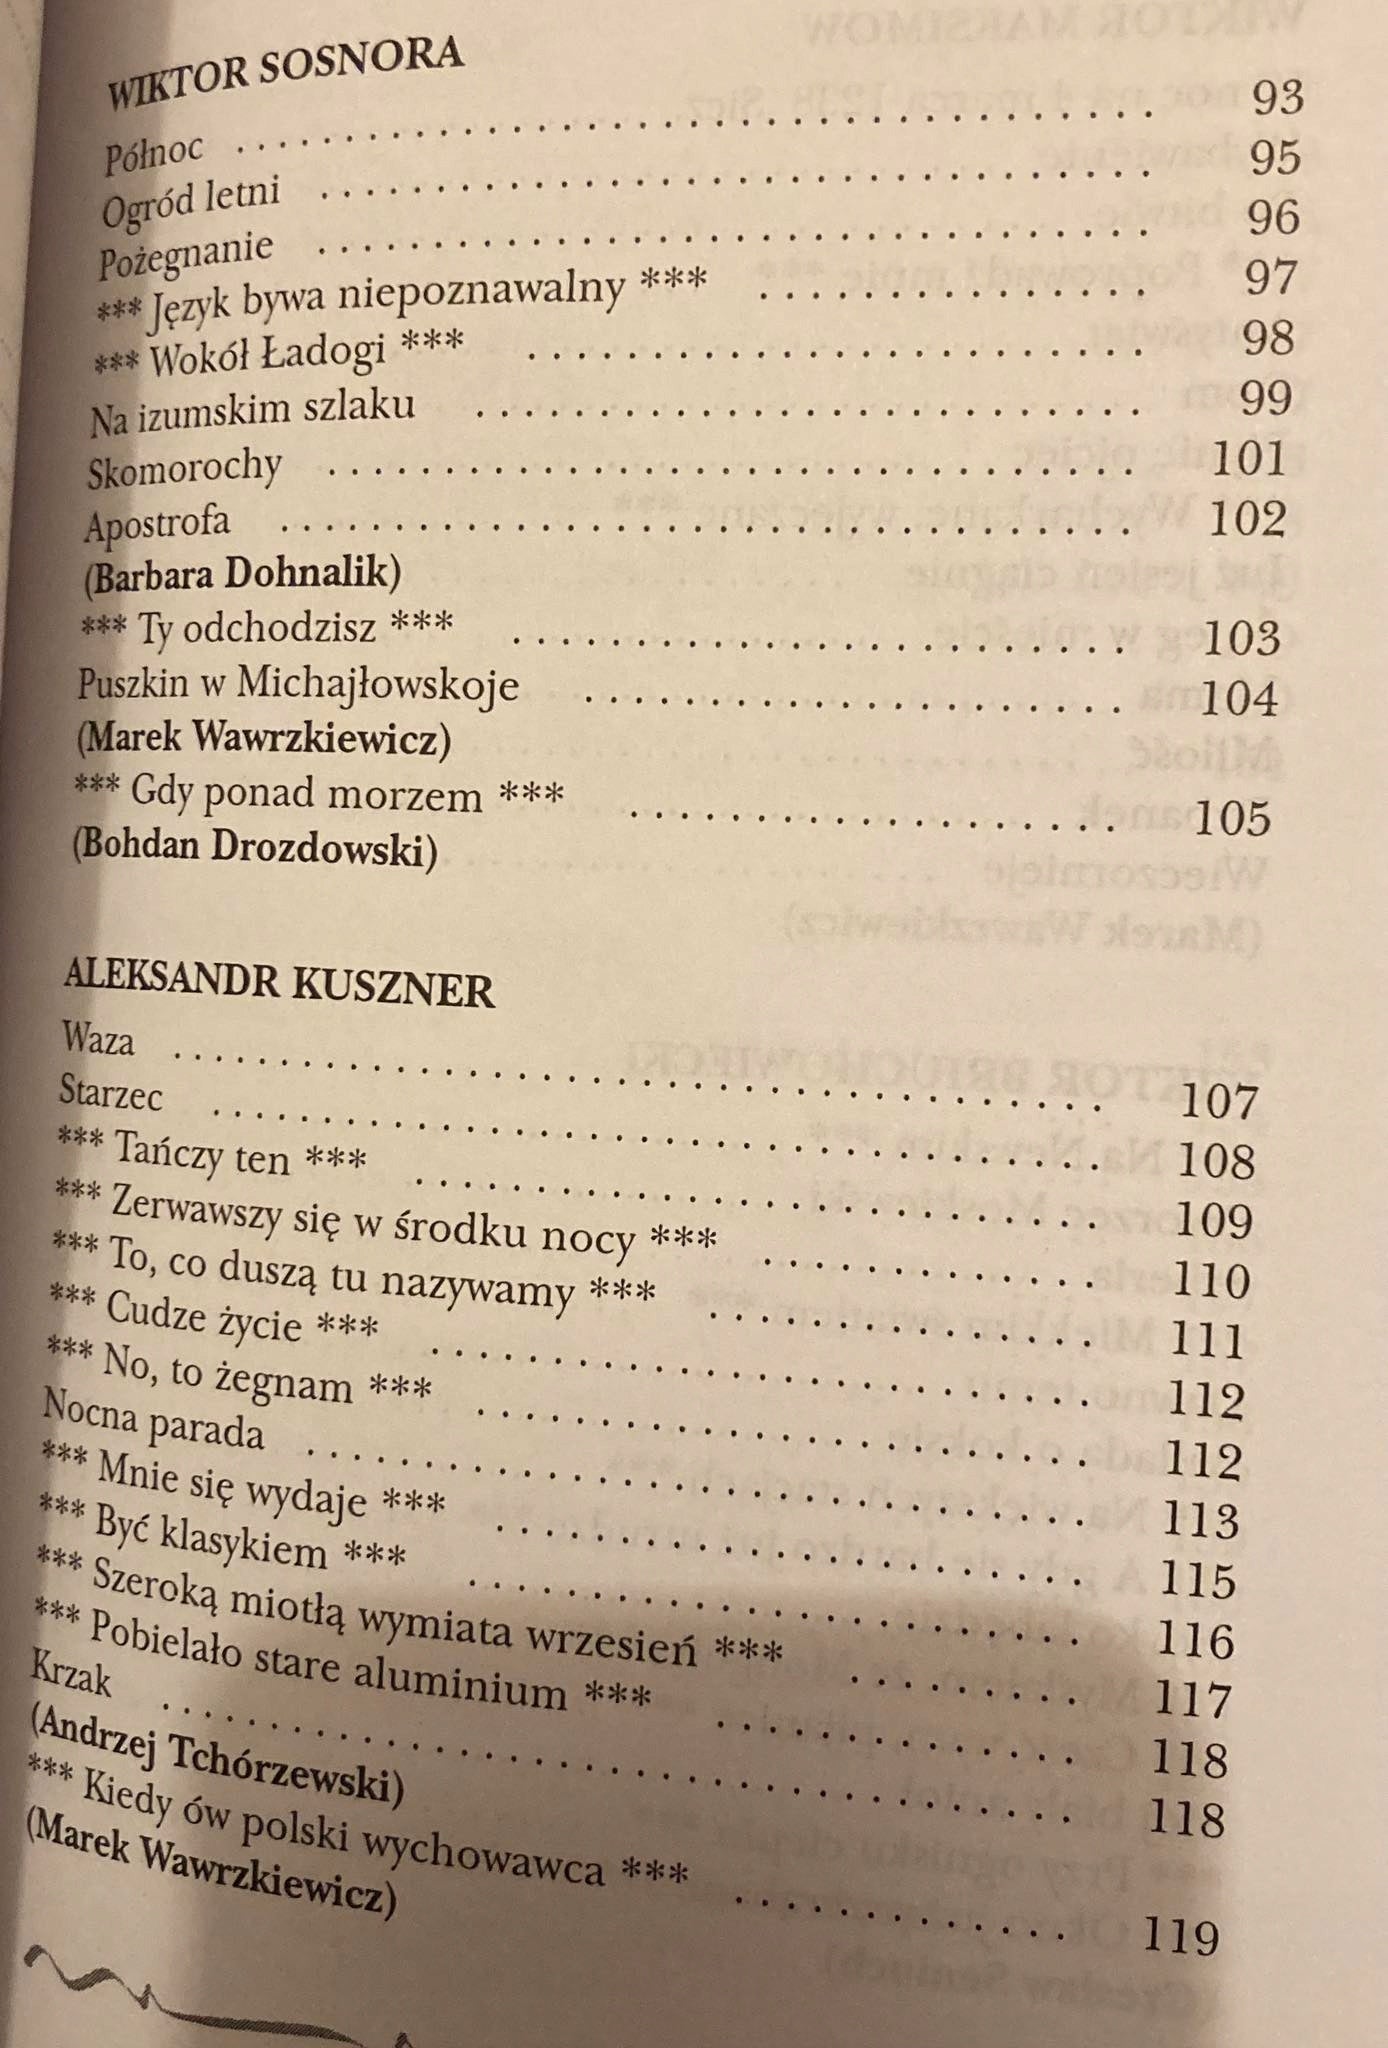 WIKTOR SOSNORA
Północ . . . . . . . . . . . . . . . . . . . . . . . . . . . . . . 93
Ogród letni . . . . . . . . . . . . . . . . . . . . . . . . . . . . . . 95
Pożegnanie . . . . . . . . . . . . . . . . . . . . . . . . . . . . . . 96
*** Język bywa niepoznawalny *** . . . . . . . . . . . . . . . . 97
*** Wokół Ładogi *** . . . . . . . . . . . . . . . . . . . . . . . . 98
Na izumskim szlaku . . . . . . . . . . . . . . . . . . . . . . . . 99
Skomorochy . . . . . . . . . . . . . . . . . . . . . . . . . . . . . 101
Apostrofa . . . . . . . . . . . . . . . . . . . . . . . . . . . . . . 102
(Barbara Dohnalik)
*** Ty odchodzisz *** . . . . . . . . . . . . . . . . . . . . . . . . 103
Puszkin w Michajłowskoje . . . . . . . . . . . . . . . . . . . . . 104
(Marek Wawrzkiewicz)
*** Gdy ponad morzem *** . . . . . . . . . . . . . . . . . . . 105
(Bohdan Drozdowski)
ALEKSANDR KUSZNER
Waza . . . . . . . . . . . . . . . . . . . . . . . . . . . . . . . . . 107
Starzec . . . . . . . . . . . . . . . . . . . . . . . . . . . . . . . 108
*** Tańczy ten *** . . . . . . . . . . . . . . . . . . . . . . . . . 109
*** Zerwawszy się w środku nocy *** . . . . . . . . . . . . . . 110
*** To, co duszą tu nazywamy *** . . . . . . . . . . . . . . . . 111
*** Cudze życie *** . . . . . . . . . . . . . . . . . . . . . . . . . 112
*** No, to żegnam *** . . . . . . . . . . . . . . . . . . . . . . . 112
Nocna parada . . . . . . . . . . . . . . . . . . . . . . . . . . . . 113
*** Mnie się wydaje *** . . . . . . . . . . . . . . . . . . . . . . 115
*** Być klasykiem *** . . . . . . . . . . . . . . . . . . . . . . . 116
*** Szeroką miotłą wymiata wrzesień *** . . . . . . . . . . 117
*** Pobielało stare aluminium *** . . . . . . . . . . . . . . . 118
Krzak . . . . . . . . . . . . . . . . . . . . . . . . . . . . . . . . 118
(Andrzej Tchórzewski)
*** Kiedy ów polski wychowawca *** . . . . . . . . . . . . . . 119
(Marek Wawrzkiewicz)